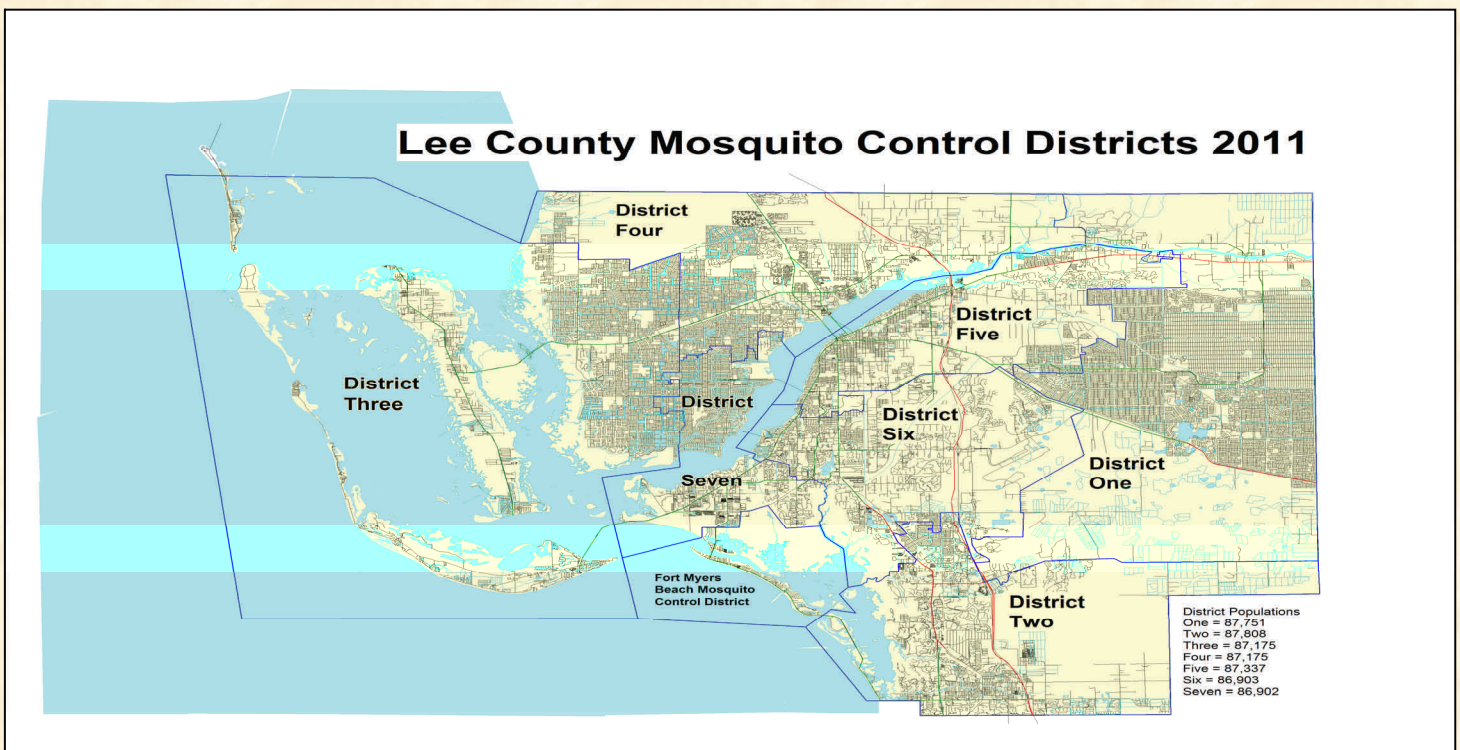 Lee County Mosquito Control Districts 2011
District
Four
District
Five
District
Three
District
District
Six
District
One
Seven
Fort Myers
Beach Mosquito
Control District
District
Two
District Populations
One = 87,751
Two = 87,808
Three = 87,175
Four = 87,175
Five = 87,337
Six = 86,903
Seven = 86,902